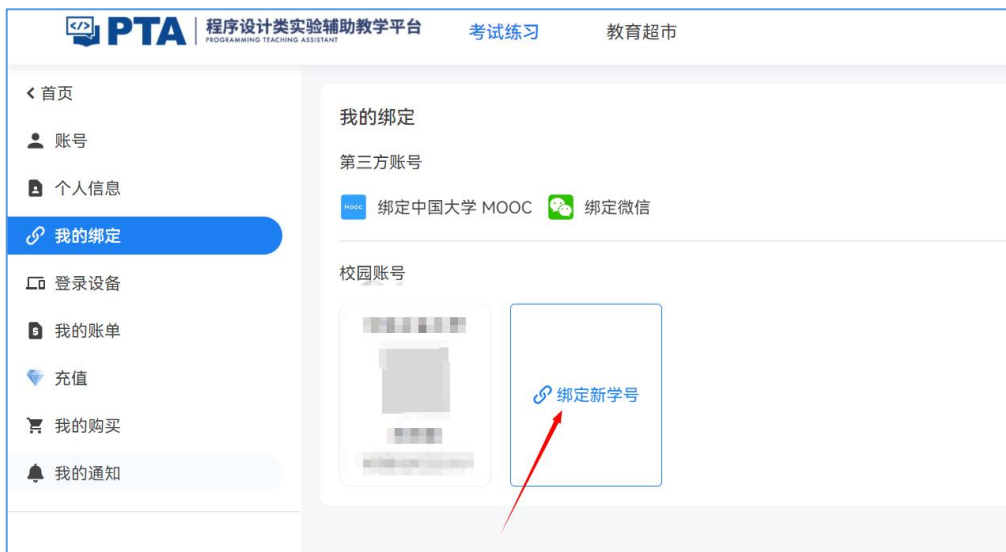 PTA 程序设计类实验辅助教学平台 考试练习 教育超市
PROGRAMMING TEACHING ASSISTANT
首页
账号
个人信息
我的绑定
登录设备
我的账单
充值
我的购买
我的通知
我的绑定
第三方账号
MOOC 绑定中国大学 MOOC 绑定微信
校园账号
绑定新学号